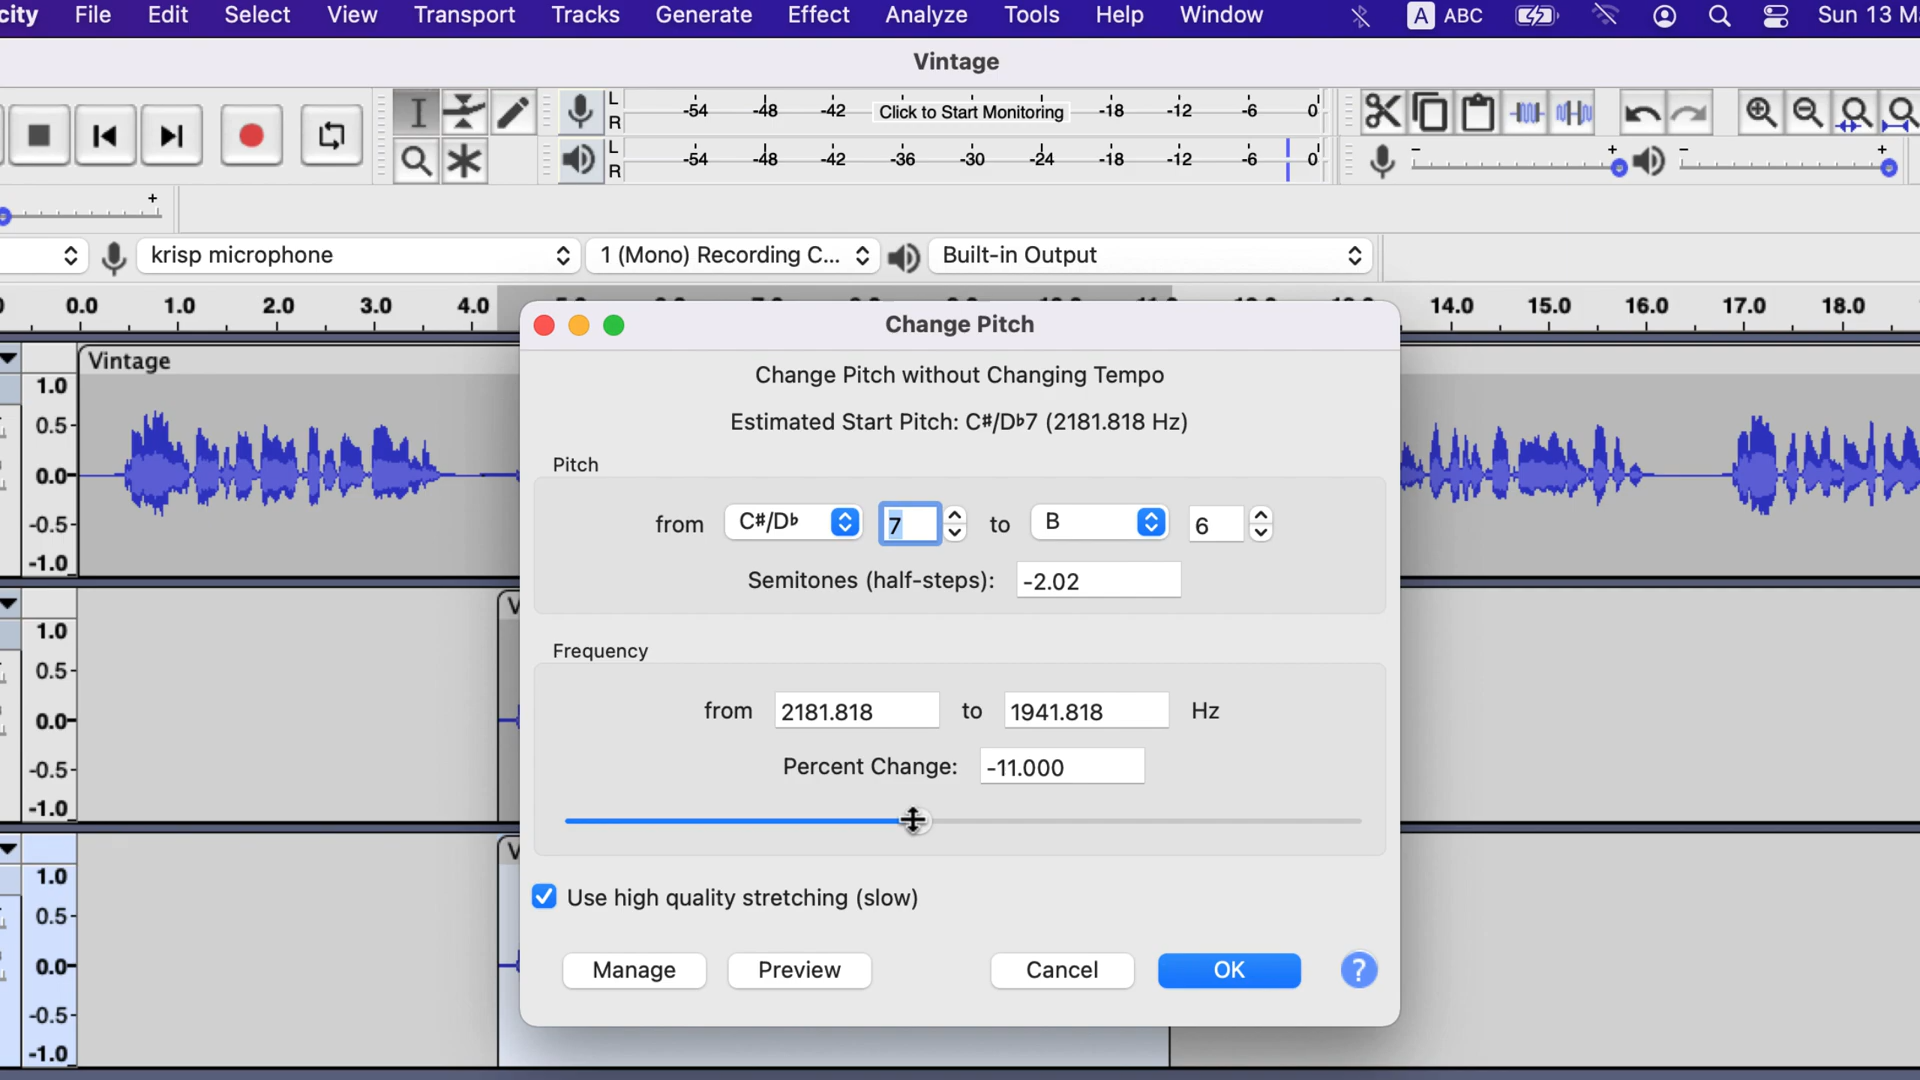 city File Edit Select View Transport Tracks Generate Effect Analyze Tools Help Window A ABC Sun 13 M
Vintage
L
R
-54 -48 -42 Click to Start Monitoring -18 -12 -6 0
L
R
-54 -48 -42 -36 -30 -24 -18 -12 -6 0
- + - +
+
krisp microphone 1 (Mono) Recording C... Built-in Output
0.0 1.0 2.0 3.0 4.0 14.0 15.0 16.0 17.0 18.0
Vintage
1.0
0.5
0.0
-0.5
-1.0
1.0
0.5
0.0
-0.5
-1.0
1.0
0.5
0.0
-0.5
-1.0
Change Pitch
Change Pitch without Changing Tempo
Estimated Start Pitch: C#/D♭7 (2181.818 Hz)
Pitch
from C#/D♭ 7 to B 6
Semitones (half-steps): -2.02
Frequency
from 2181.818 to 1941.818 Hz
Percent Change: -11.000
Use high quality stretching (slow)
Manage Preview Cancel OK ?